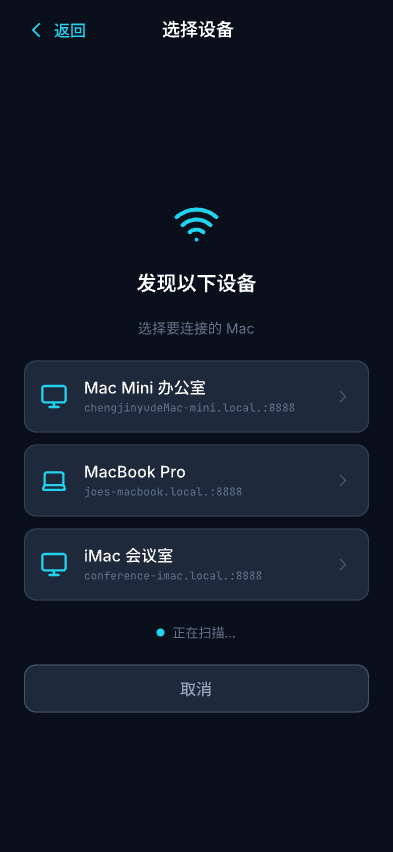 返回
选择设备
发现以下设备
选择要连接的 Mac
Mac Mini 办公室
chengjinyudeMac-mini.local.:8888
MacBook Pro
joes-macbook.local.:8888
iMac 会议室
conference-imac.local.:8888
正在扫描...
取消